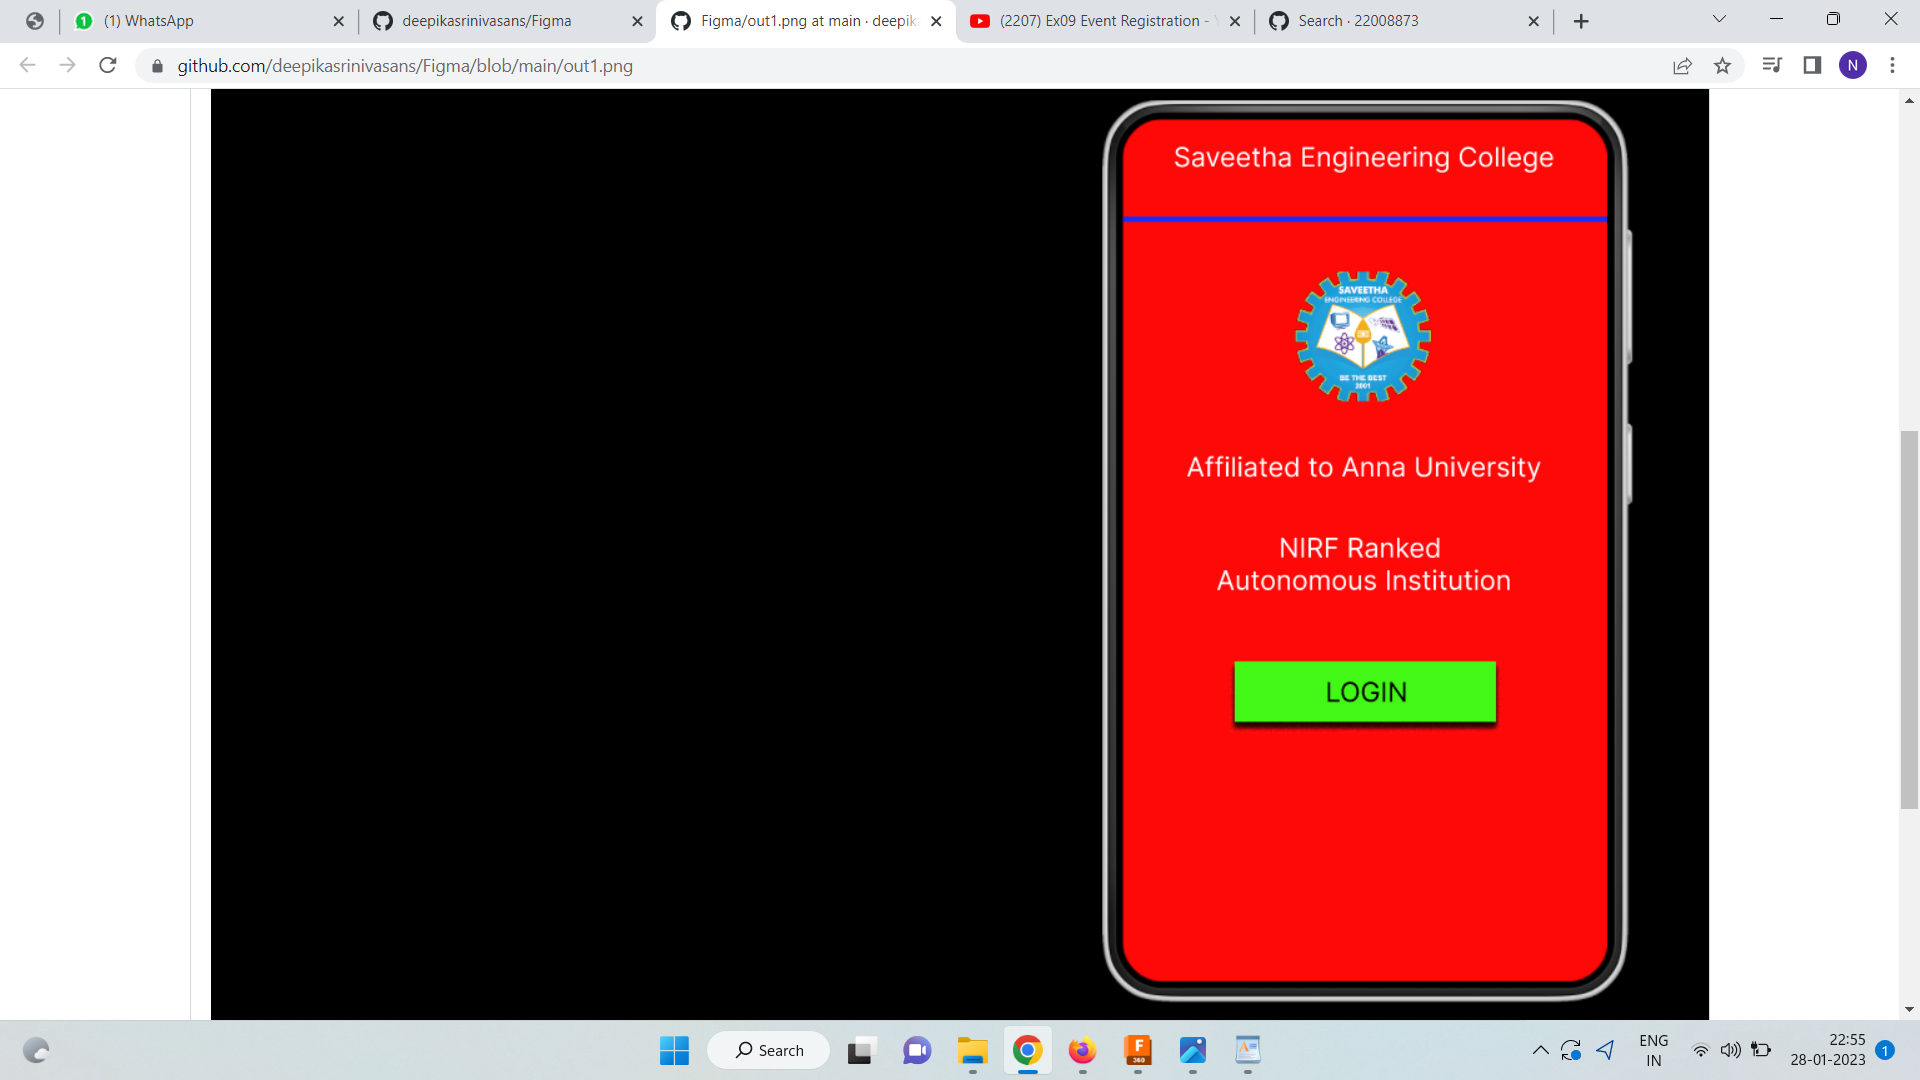 (1) WhatsApp
deepikasrinivasans/Figma
Figma/out1.png at main · deepik
(2207) Ex09 Event Registration -
Search · 22008873
github.com/deepikasrinivasans/Figma/blob/main/out1.png
N
Saveetha Engineering College
SAVEETHA
ENGINEERING COLLEGE
BE THE BEST
2001
Affiliated to Anna University
NIRF Ranked
Autonomous Institution
LOGIN
Search
F
360
ENG
IN
22:55
28-01-2023
1